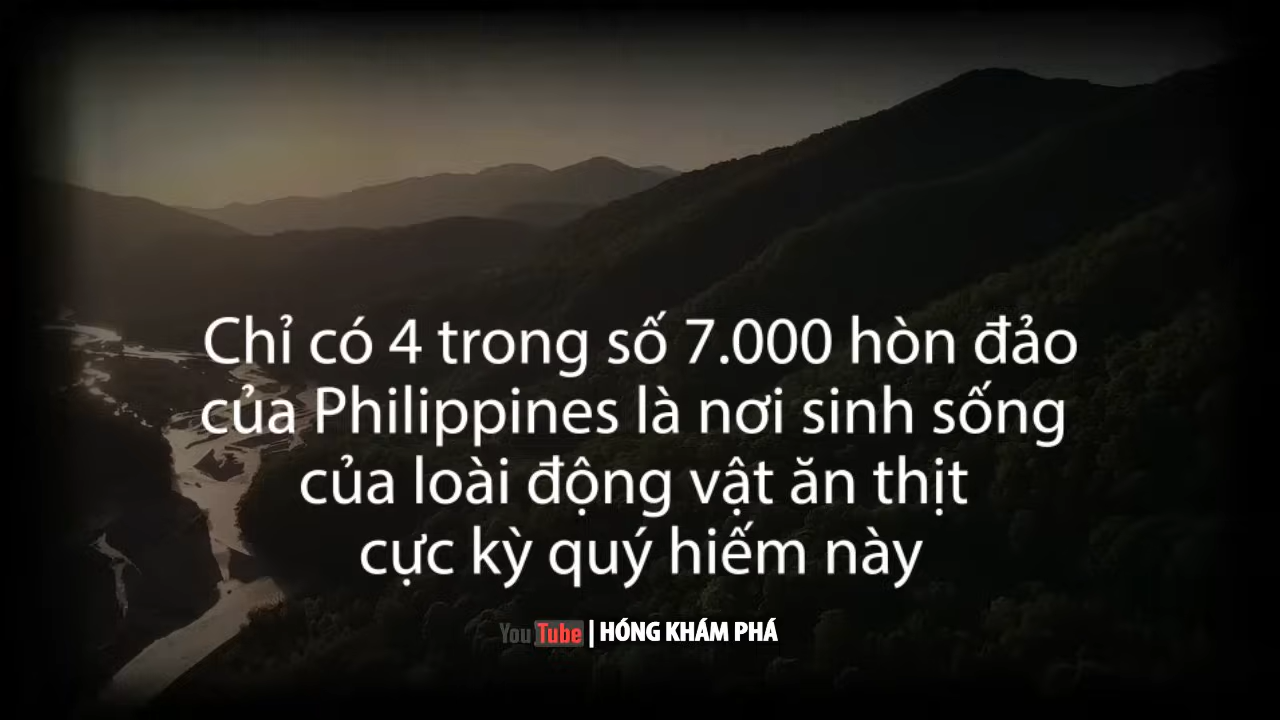 Chỉ có 4 trong số 7.000 hòn đảo
của Philippines là nơi sinh sống
của loài động vật ăn thịt
cực kỳ quý hiếm này
YouTube | HÓNG KHÁM PHÁ